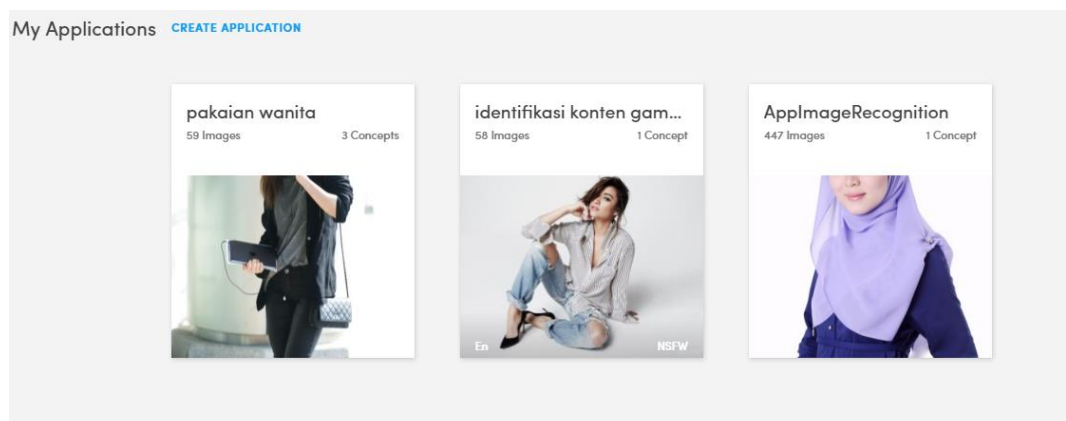 My Applications CREATE APPLICATION
pakaian wanita
59 Images 3 Concepts
identifikasi konten gam...
58 Images 1 Concept
En NSFW
AppImageRecognition
447 Images 1 Concept